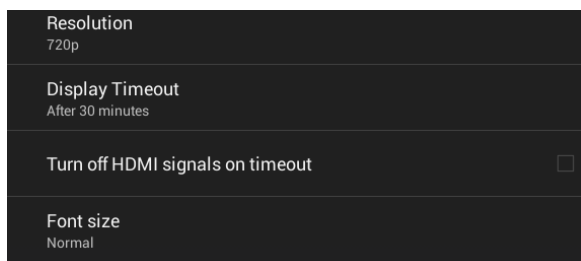 Resolution
720p
Display Timeout
After 30 minutes
Turn off HDMI signals on timeout
Font size
Normal